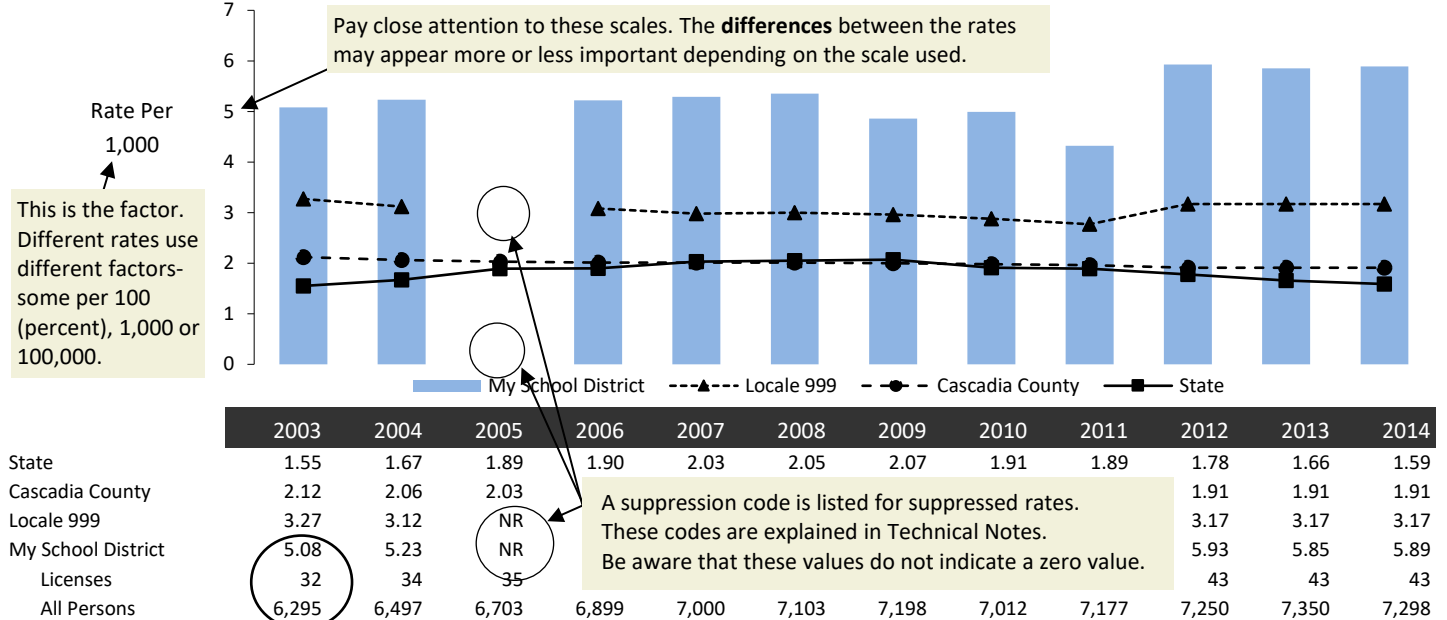 7
Pay close attention to these scales. The differences between the rates
may appear more or less important depending on the scale used.
6
5
Rate Per
1,000
4
This is the factor.
Different rates use
different factors-
some per 100
(percent), 1,000 or
100,000.
3
2
1
0
My School District Locale 999 Cascadia County State
2003 2004 2005 2006 2007 2008 2009 2010 2011 2012 2013 2014
State 1.55 1.67 1.89 1.90 2.03 2.05 2.07 1.91 1.89 1.78 1.66 1.59
Cascadia County 2.12 2.06 2.03 1.91 1.91 1.91
Locale 999 3.27 3.12 NR 3.17 3.17 3.17
My School District 5.08 5.23 NR 5.93 5.85 5.89
Licenses 32 34 35 43 43 43
A suppression code is listed for suppressed rates.
These codes are explained in Technical Notes.
Be aware that these values do not indicate a zero value.
All Persons 6,295 6,497 6,703 6,899 7,000 7,103 7,198 7,012 7,177 7,250 7,350 7,298